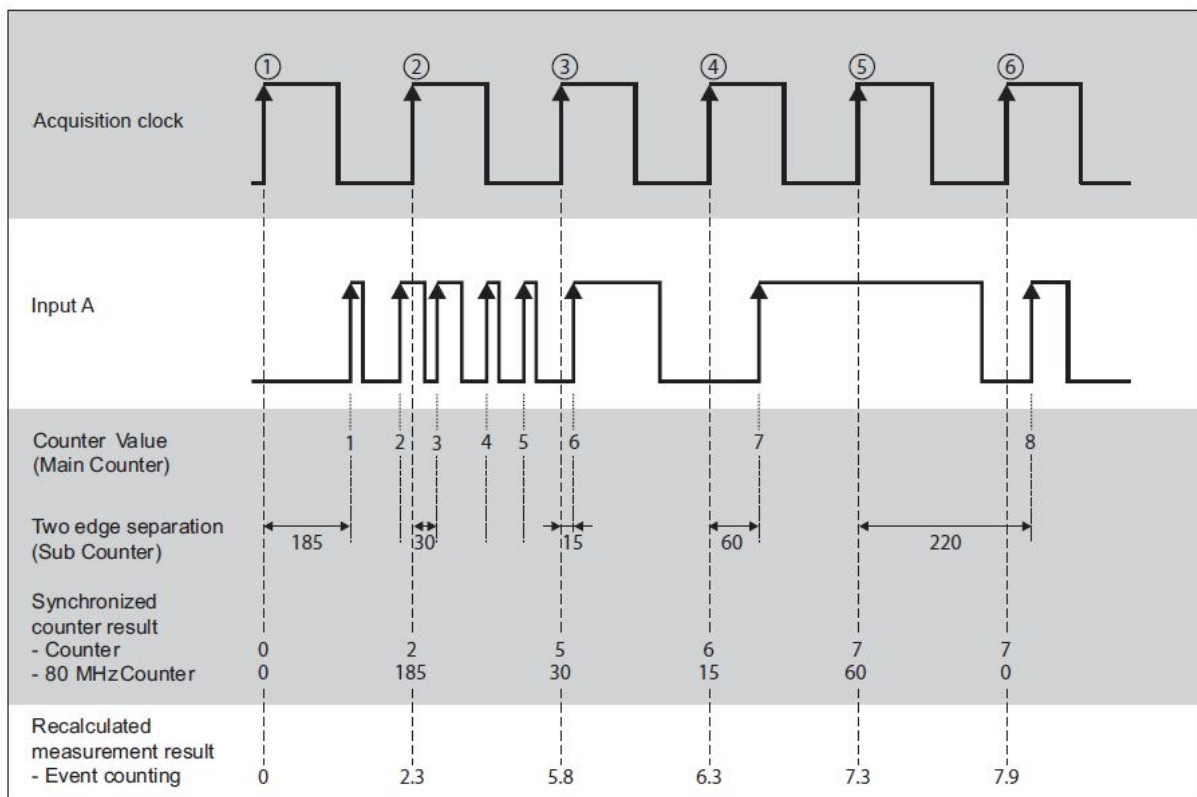 ① ② ③ ④ ⑤ ⑥
Acquisition clock
Input A
Counter Value
(Main Counter)
1 2 3 4 5 6 7 8
Two edge separation
(Sub Counter)
185 30 15 60 220
Synchronized
counter result
- Counter 0 2 5 6 7 7
- 80 MHzCounter 0 185 30 15 60 0
Recalculated
measurement result
- Event counting 0 2.3 5.8 6.3 7.3 7.9